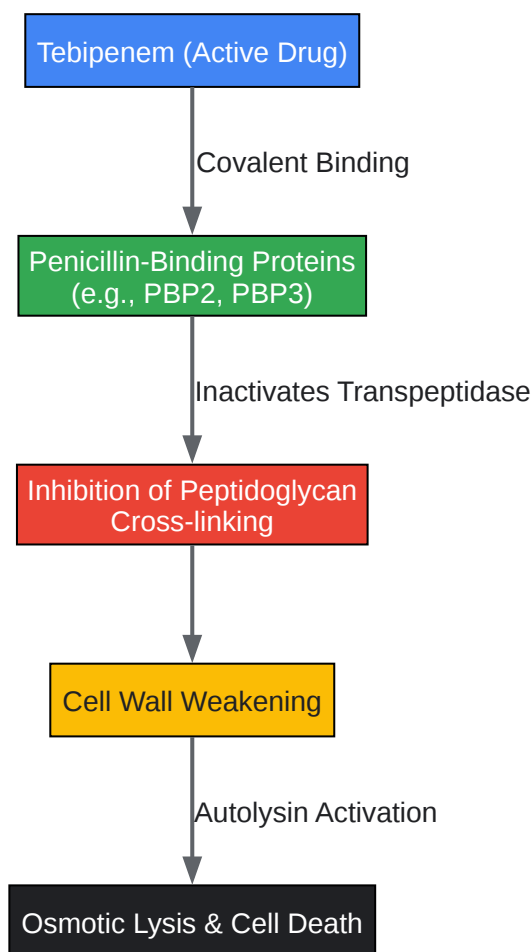 Tebipenem (Active Drug)
Covalent Binding
Penicillin-Binding Proteins
(e.g., PBP2, PBP3)
Inactivates Transpeptidase
Inhibition of Peptidoglycan
Cross-linking
Cell Wall Weakening
Autolysin Activation
Osmotic Lysis & Cell Death